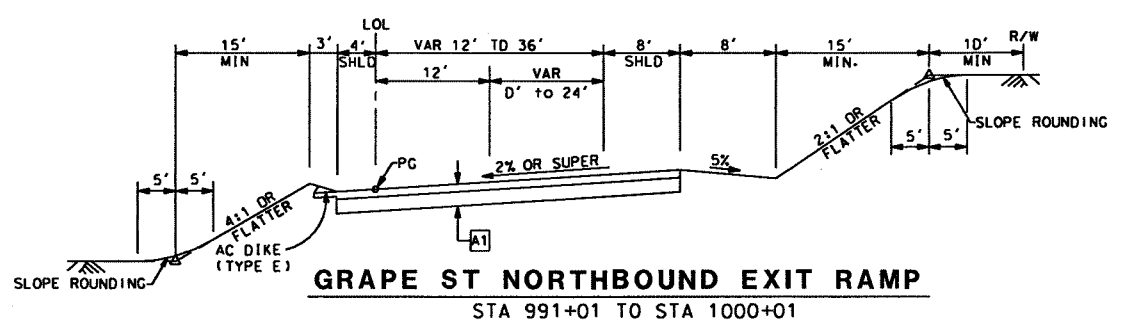 LOL
15' 3' 4' VAR 12' TD 36' 8' 8' 15' 10' R/W
MIN SHLD SHLD MIN. MIN
12' VAR
D' to 24'
SLOPE ROUNDING
2:1 OR
FLATTER
5' 5'
PG
2% OR SUPER
5%
5' 5'
4:1 OR
FLATTER
AC DIKE
(TYPE E)
A1
SLOPE ROUNDING
GRAPE ST NORTHBOUND EXIT RAMP
STA 991+01 TO STA 1000+01